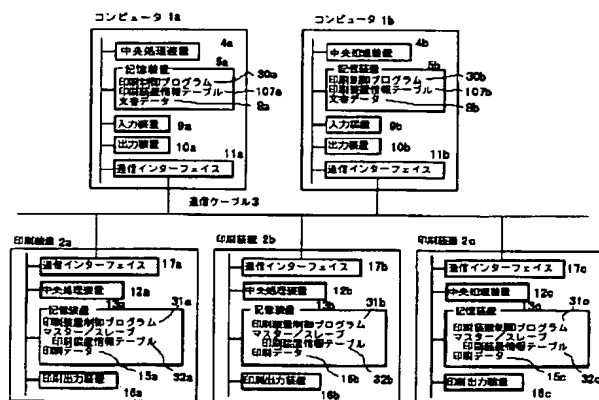 コンピュータ 1a
中央処理装置 4a
記憶装置 5a
印刷制御プログラム 30a
印刷装置情報テーブル 107a
文書データ 8a
入力装置 9a
出力装置 10a
通信インターフェイス 11a
コンピュータ 1b
中央処理装置 4b
記憶装置 5b
印刷制御プログラム 30b
印刷装置情報テーブル 107b
文書データ 8b
入力装置
出力装置 10b
通信インターフェイス 11b
通信ケーブル 3
印刷装置 2a
通信インターフェイス 17a
中央処理装置 12a
記憶装置 13a
印刷装置制御プログラム 31a
マスター/スレーブ
印刷装置情報テーブル 32a
印刷データ 15a
印刷出力装置 16a
印刷装置 2b
通信インターフェイス 17b
中央処理装置 12b
記憶装置 13b
印刷装置制御プログラム 31b
マスター/スレーブ
印刷装置情報テーブル 32b
印刷データ 15b
印刷出力装置 16b
印刷装置 2c
通信インターフェイス 17c
中央処理装置 12c
記憶装置
印刷装置制御プログラム 31c
マスター/スレーブ
印刷装置情報テーブル 32c
印刷データ 15c
印刷出力装置 16c